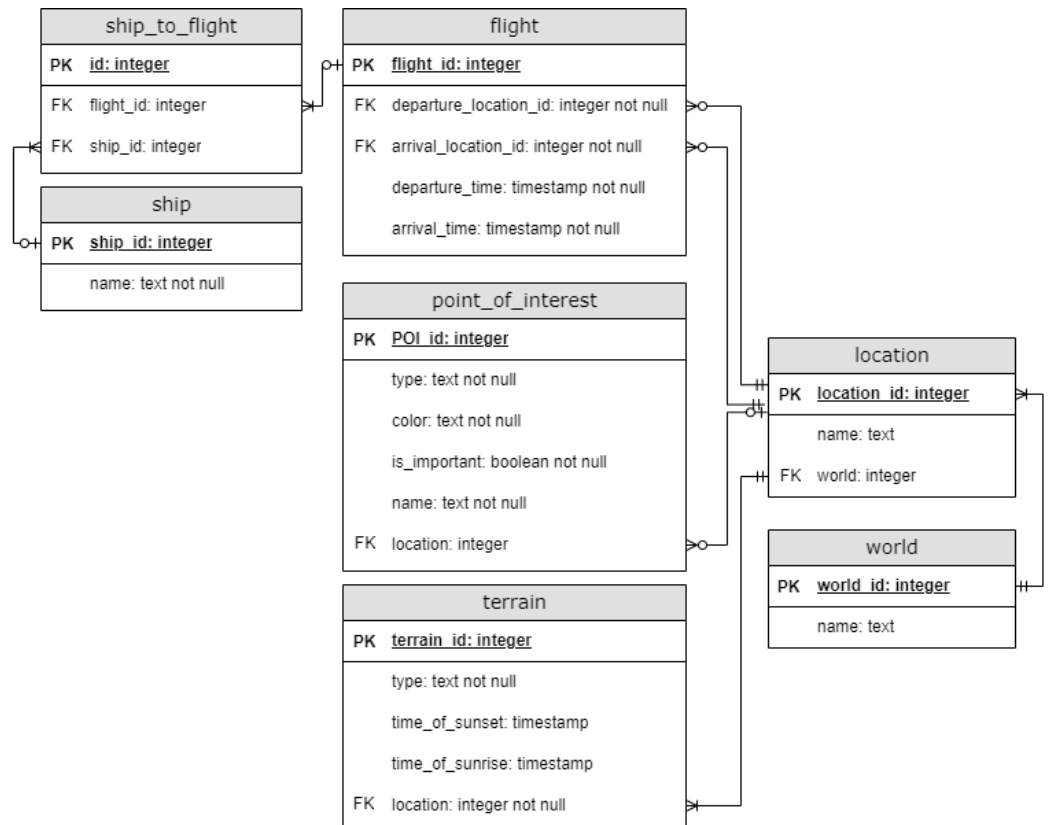 ship_to_flight
PK id: integer
FK flight_id: integer
FK ship_id: integer
ship
PK ship_id: integer
name: text not null
flight
PK flight_id: integer
FK departure_location_id: integer not null
FK arrival_location_id: integer not null
departure_time: timestamp not null
arrival_time: timestamp not null
point_of_interest
PK POI_id: integer
type: text not null
color: text not null
is_important: boolean not null
name: text not null
FK location: integer
terrain
PK terrain_id: integer
type: text not null
time_of_sunset: timestamp
time_of_sunrise: timestamp
FK location: integer not null
location
PK location_id: integer
name: text
FK world: integer
world
PK world_id: integer
name: text